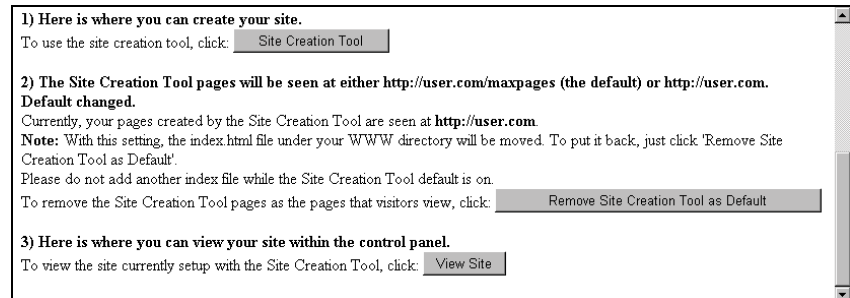 1) Here is where you can create your site.
To use the site creation tool, click: Site Creation Tool
2) The Site Creation Tool pages will be seen at either http://user.com/maxpages (the default) or http://user.com.
Default changed.
Currently, your pages created by the Site Creation Tool are seen at http://user.com.
Note: With this setting, the index.html file under your WWW directory will be moved. To put it back, just click 'Remove Site
Creation Tool as Default'.
Please do not add another index file while the Site Creation Tool default is on.
To remove the Site Creation Tool pages as the pages that visitors view, click: Remove Site Creation Tool as Default
3) Here is where you can view your site within the control panel.
To view the site currently setup with the Site Creation Tool, click: View Site